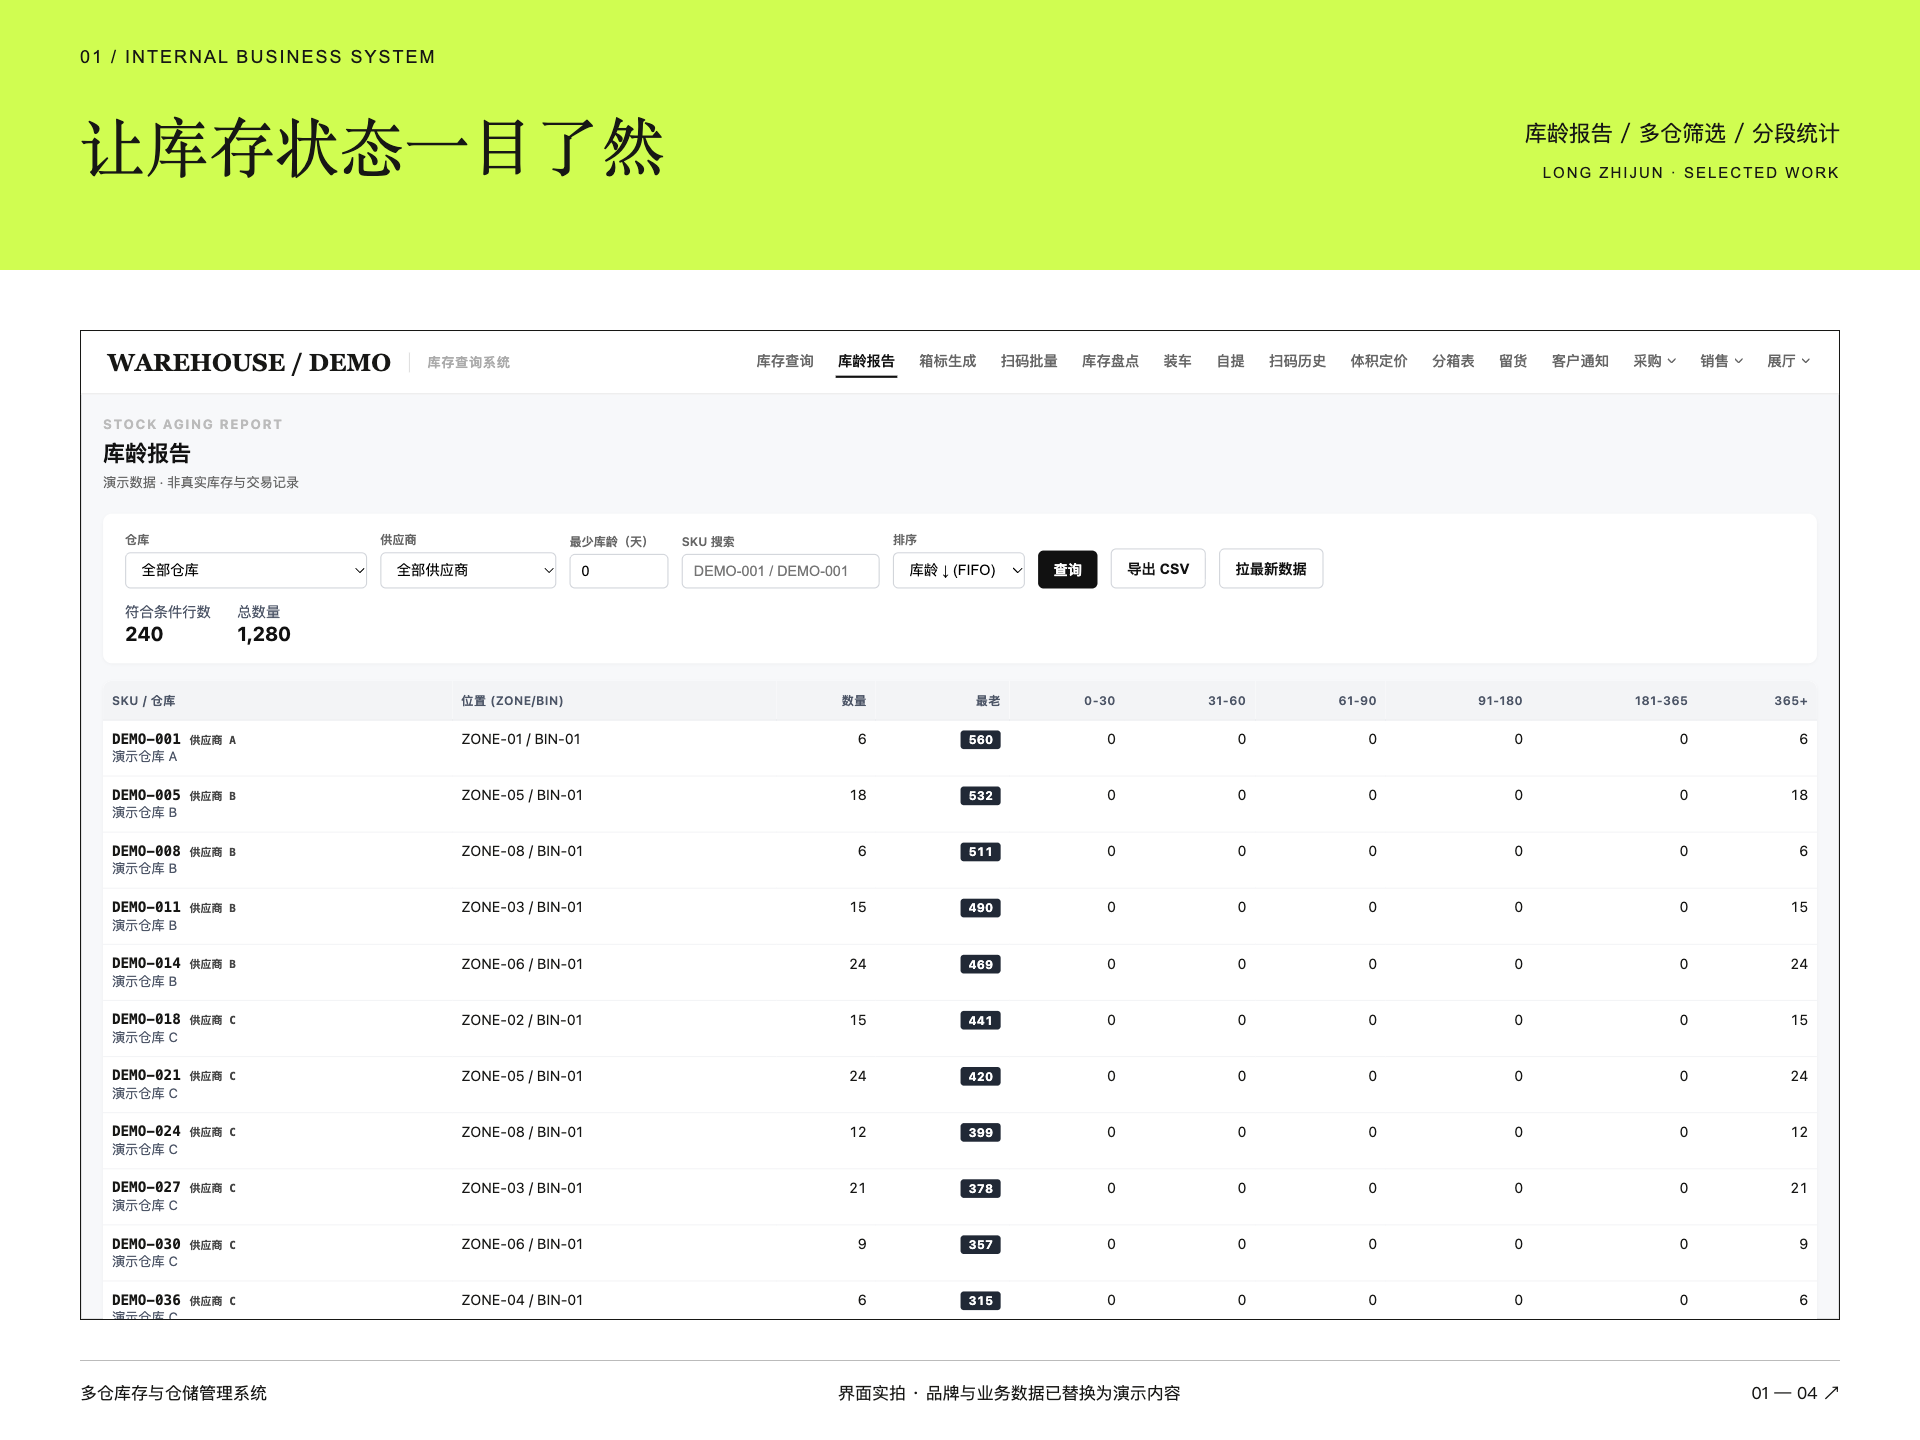 01 / INTERNAL BUSINESS SYSTEM
让库存状态一目了然
库龄报告 / 多仓筛选 / 分段统计
LONG ZHIJUN · SELECTED WORK
WAREHOUSE / DEMO 库存查询系统 库存查询 库龄报告 箱标生成 扫码批量 库存盘点 装车 自提 扫码历史 体积定价 分箱表 留货 客户通知 采购 销售 展厅
STOCK AGING REPORT
库龄报告
演示数据 · 非真实库存与交易记录
仓库 供应商 最少库龄（天） SKU 搜索 排序
全部仓库 全部供应商 0 DEMO-001 / DEMO-001 库龄 ↓ (FIFO) 查询 导出 CSV 拉最新数据
符合条件行数 总数量
240 1,280
SKU / 仓库 位置 (ZONE/BIN) 数量 最老 0-30 31-60 61-90 91-180 181-365 365+
DEMO-001 供应商 A ZONE-01 / BIN-01 6 560 0 0 0 0 0 6
演示仓库 A
DEMO-005 供应商 B ZONE-05 / BIN-01 18 532 0 0 0 0 0 18
演示仓库 B
DEMO-008 供应商 B ZONE-08 / BIN-01 6 511 0 0 0 0 0 6
演示仓库 B
DEMO-011 供应商 B ZONE-03 / BIN-01 15 490 0 0 0 0 0 15
演示仓库 B
DEMO-014 供应商 B ZONE-06 / BIN-01 24 469 0 0 0 0 0 24
演示仓库 B
DEMO-018 供应商 C ZONE-02 / BIN-01 15 441 0 0 0 0 0 15
演示仓库 C
DEMO-021 供应商 C ZONE-05 / BIN-01 24 420 0 0 0 0 0 24
演示仓库 C
DEMO-024 供应商 C ZONE-08 / BIN-01 12 399 0 0 0 0 0 12
演示仓库 C
DEMO-027 供应商 C ZONE-03 / BIN-01 21 378 0 0 0 0 0 21
演示仓库 C
DEMO-030 供应商 C ZONE-06 / BIN-01 9 357 0 0 0 0 0 9
演示仓库 C
DEMO-036 供应商 C ZONE-04 / BIN-01 6 315 0 0 0 0 0 6
演示仓库 C
多仓库存与仓储管理系统 界面实拍 · 品牌与业务数据已替换为演示内容 01 — 04 ↗